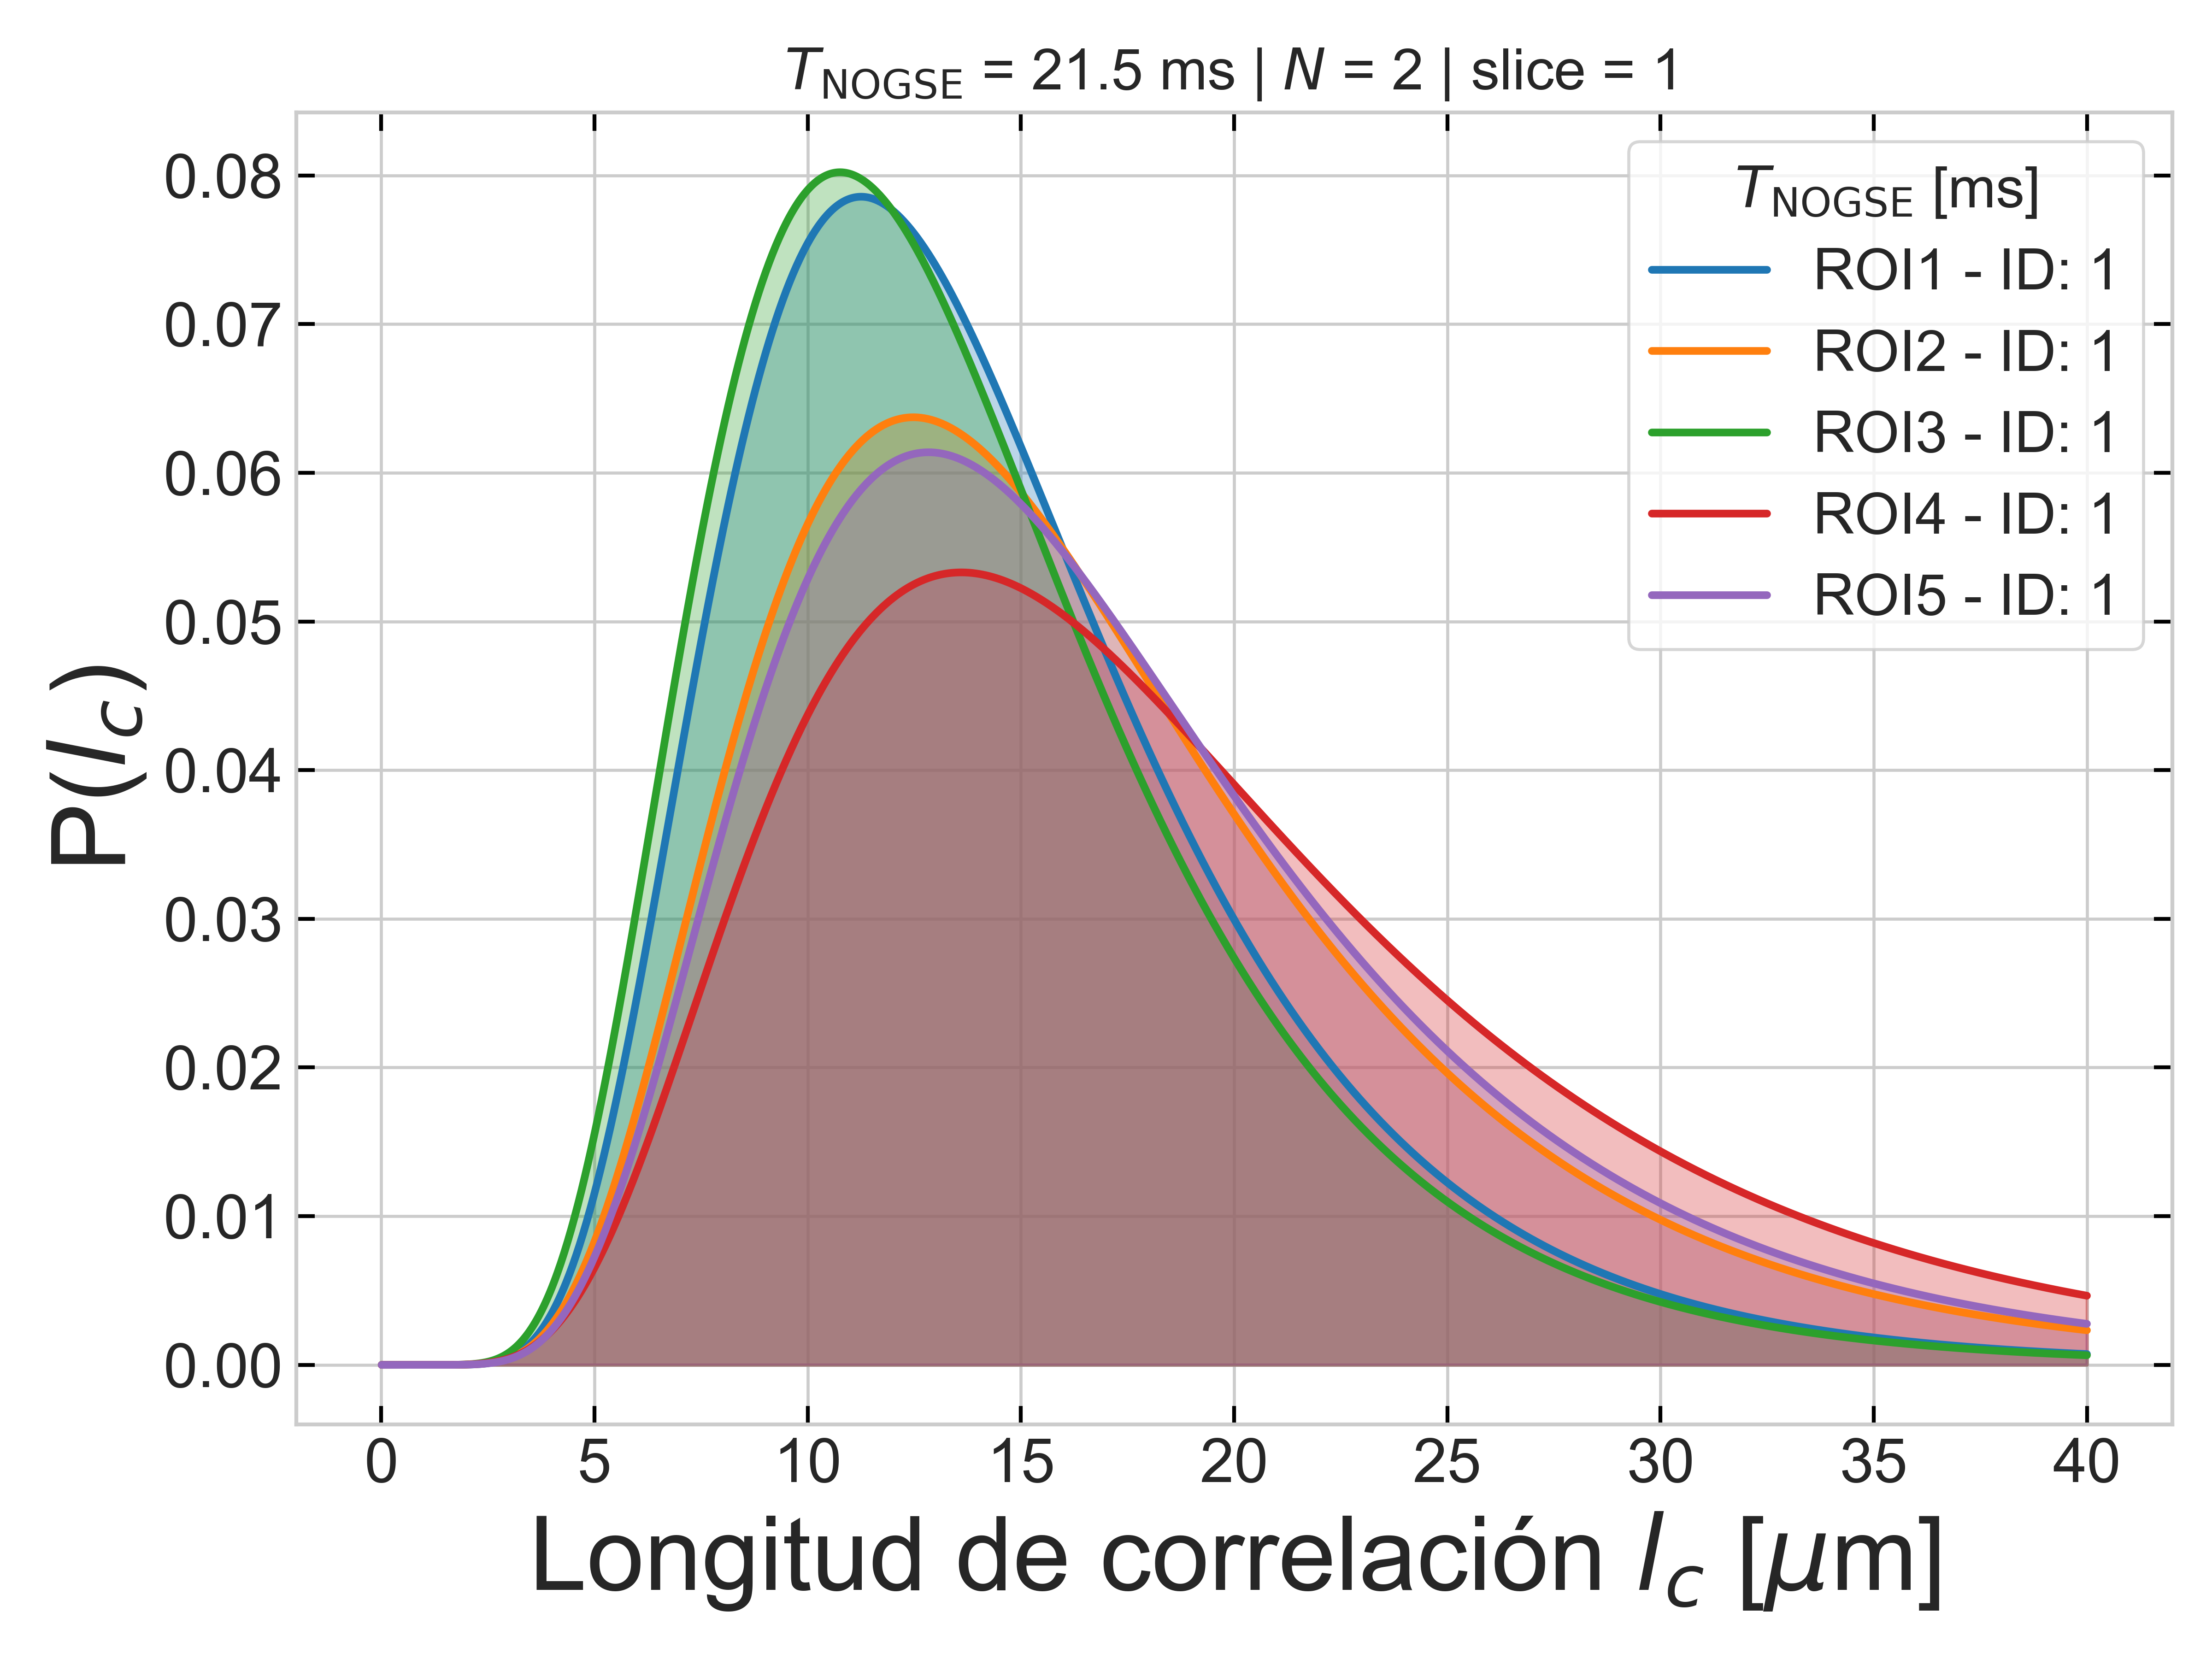 T_NOGSE = 21.5 ms | N = 2 | slice = 1
T_NOGSE [ms]
ROI1 - ID: 1
ROI2 - ID: 1
ROI3 - ID: 1
ROI4 - ID: 1
ROI5 - ID: 1
P(l_c)
0.08
0.07
0.06
0.05
0.04
0.03
0.02
0.01
0.00
0 5 10 15 20 25 30 35 40
Longitud de correlación l_c [μm]